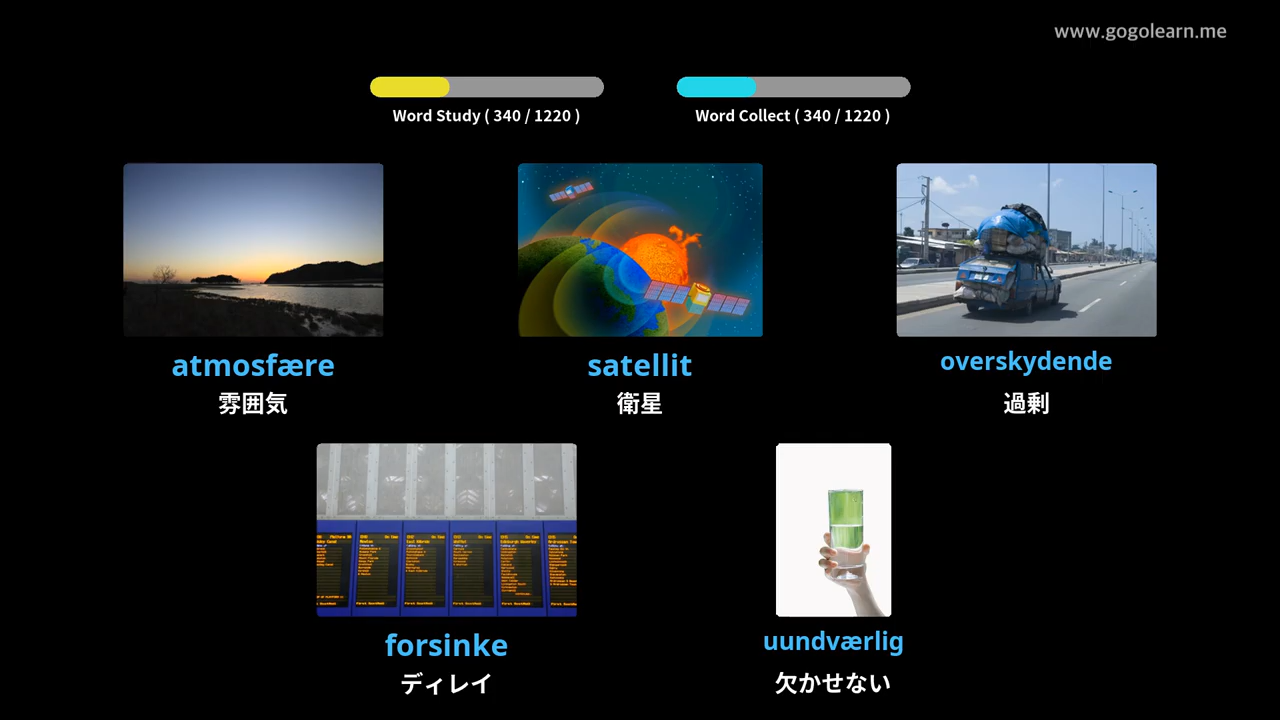 www.gogolearn.me
Word Study ( 340 / 1220 )
Word Collect ( 340 / 1220 )
atmosfære
雰囲気
satellit
衛星
overskydende
過剰
forsinke
ディレイ
uundværlig
欠かせない